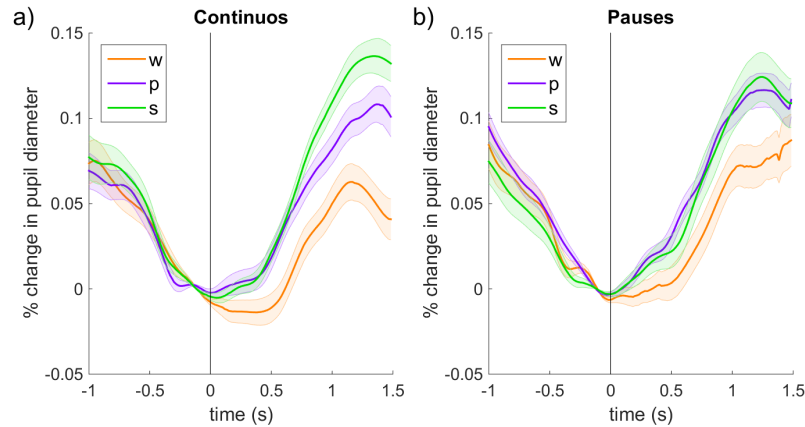 a)
Continuos
% change in pupil diameter
0.15
0.1
0.05
0
-0.05
w
p
s
-1
-0.5
0
0.5
1
1.5
time (s)
b)
Pauses
% change in pupil diameter
0.15
0.1
0.05
0
-0.05
w
p
s
-1
-0.5
0
0.5
1
1.5
time (s)